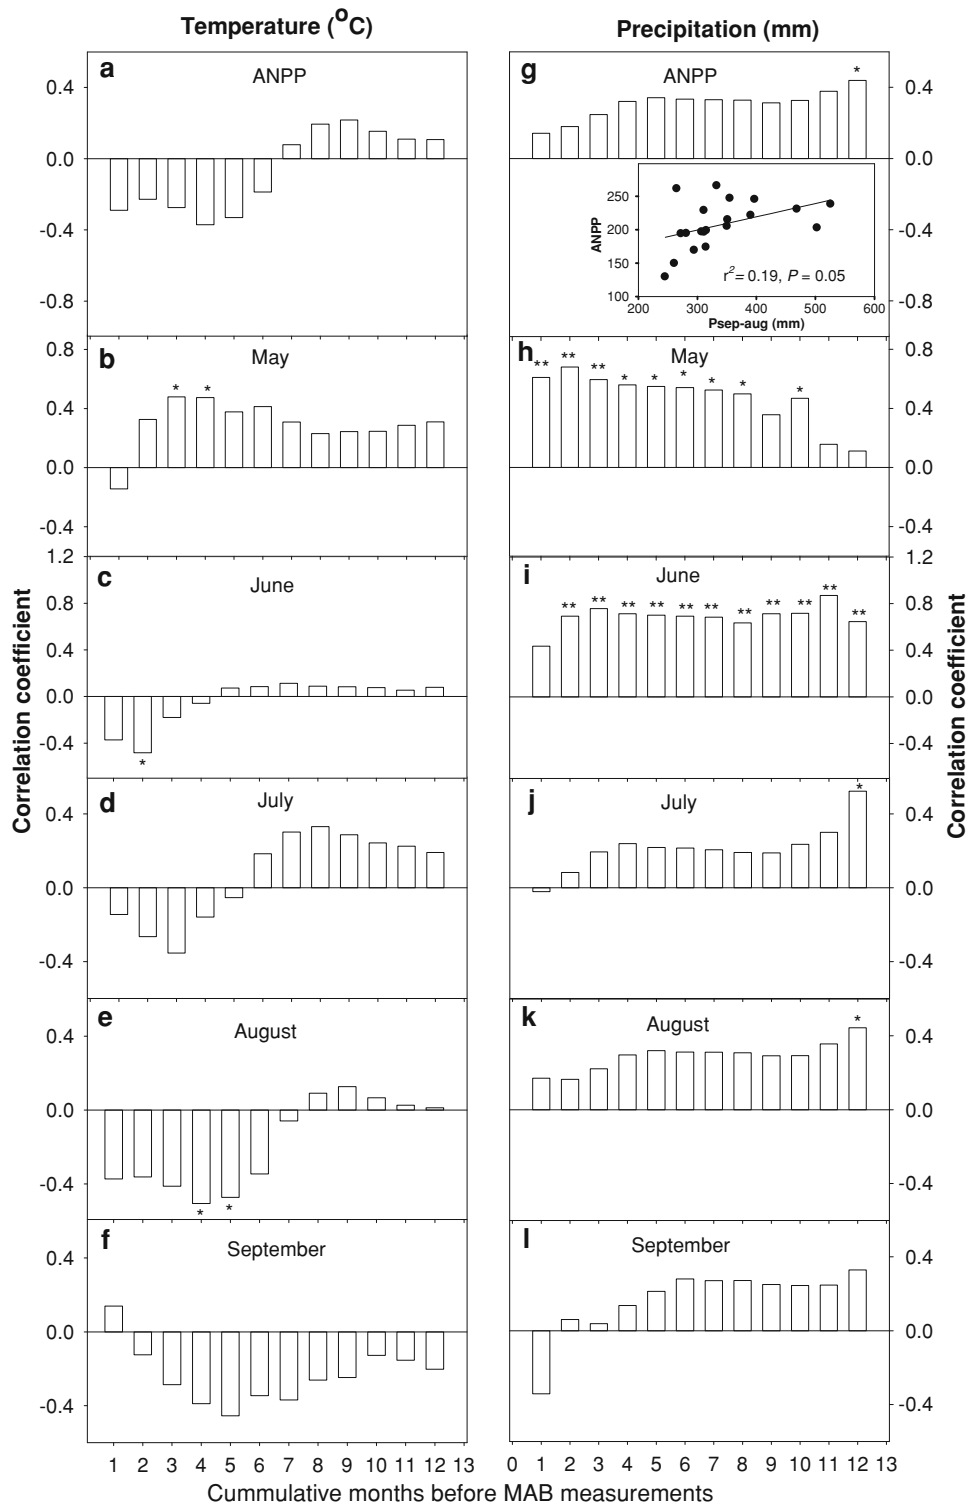 Temperature (°C)
Precipitation (mm)
a
ANPP
0.4
0.0
-0.4
-0.8
g
ANPP
*
0.4
0.0
-0.4
-0.8
250
200
150
100
ANPP
r²= 0.19, P = 0.05
200 300 400 500 600
Psep-aug (mm)
b
May
0.8
0.4
0.0
-0.4
* *
h
May
** ** ** * * * * * *
0.8
0.4
0.0
-0.4
c
June
1.2
0.8
0.4
0.0
-0.4
*
i
June
** ** ** ** ** ** ** ** ** ** **
1.2
0.8
0.4
0.0
-0.4
Correlation coefficient
Correlation coefficient
d
July
0.4
0.0
-0.4
j
July
*
0.4
0.0
-0.4
e
August
0.4
0.0
-0.4
* *
k
August
*
0.4
0.0
-0.4
f
September
0.4
0.0
-0.4
l
September
0.4
0.0
-0.4
1 2 3 4 5 6 7 8 9 10 11 12 13
0 1 2 3 4 5 6 7 8 9 10 11 12 13
Cummulative months before MAB measurements